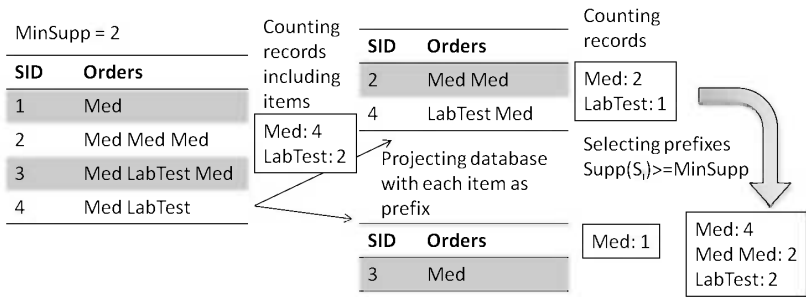 MinSupp = 2
SID Orders
1 Med
2 Med Med Med
3 Med LabTest Med
4 Med LabTest
Counting
records
including
items
Med: 4
LabTest: 2
SID Orders
2 Med Med
4 LabTest Med
Projecting database
with each item as
prefix
SID Orders
3 Med
Counting
records
Med: 2
LabTest: 1
Selecting prefixes
Supp(Sᵢ)>=MinSupp
Med: 1
Med: 4
Med Med: 2
LabTest: 2